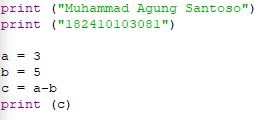 print ("Muhammad Agung Santoso")
print ("182410103081")
a = 3
b = 5
c = a-b
print (c)